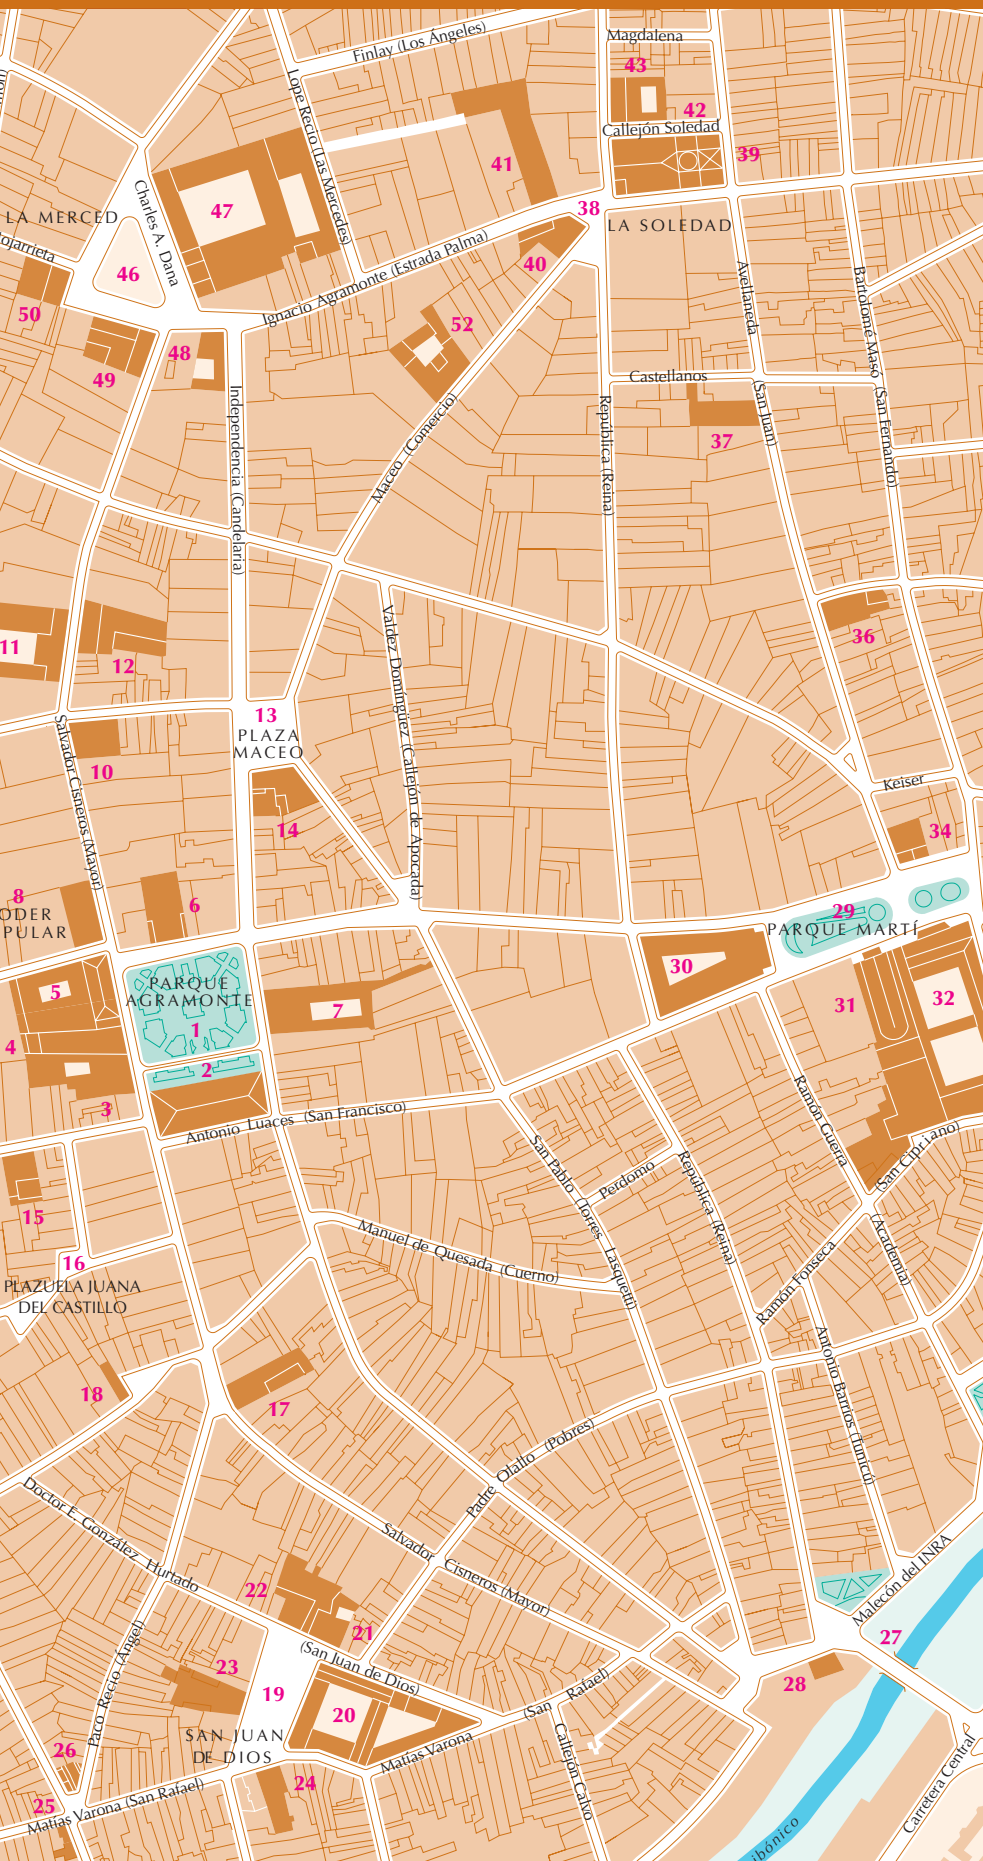 Finlay (Los Ángeles)
Magdalena
43
42
Callejón Soledad
39
Lope Recio (Las Mercedes)
41
47
38
LA SOLEDAD
Charles A. Dana
LA MERCED
46
40
50
Ignacio Agramonte (Estrada Palma)
52
48
49
Avellaneda
(San Juan)
Bartolomé Masó (San Fernando)
Castellanos
37
Independencia (Candelaria)
Maceo (Comercio)
República (Reina)
11
12
36
Valdez Domínguez (Callejón de Apocada)
13
PLAZA
MACEO
10
Salvador Cisneros (Mayor)
14
Keiser
34
8
ODER
PULAR
6
29
PARQUE MARTÍ
5
PARQUE
AGRAMONTE
1
7
30
31
32
4
2
3
Antonio Luaces (San Francisco)
15
Ramón Guerra
(San Cipriano)
San Pablo (Torres Lasquetti)
Perdomo
República (Reina)
(Academia)
16
PLAZUELA JUANA
DEL CASTILLO
Manuel de Quesada (Cuerno)
Ramón Fonseca
Antonio Barrios (Tunicú)
18
17
Padre Olallo (Pobres)
Doctor E. González Hurtado
Salvador Cisneros (Mayor)
Malecón del INRA
22
21
(San Juan de Dios)
27
28
23
19
20
Paco Recio (Ángel)
SAN JUAN
DE DIOS
(San Rafael)
Matías Varona
Callejón Calvo
26
24
25
Matías Varona (San Rafael)
Carretera Central
ibónico